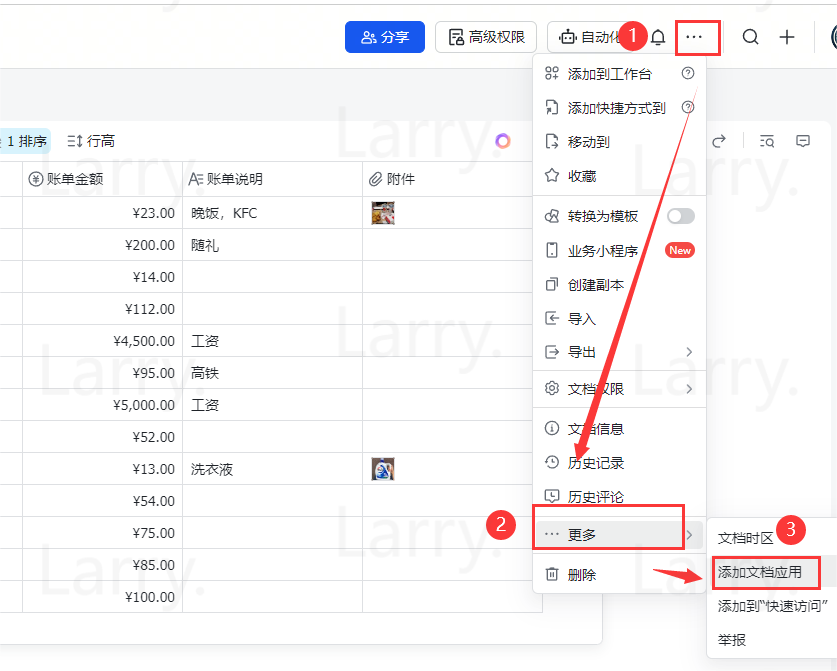 分享
高级权限
自动化
1
···
添加到工作台
添加快捷方式到
移动到
收藏
转换为模板
业务小程序
New
创建副本
导入
导出
文档权限
文档信息
历史记录
历史评论
2
··· 更多
删除
3
文档时区
添加文档应用
添加到“快速访问”
举报
1 排序
行高
账单金额
账单说明
附件
¥23.00 晚饭，KFC
¥200.00 随礼
¥14.00
¥112.00
¥4,500.00 工资
¥95.00 高铁
¥5,000.00 工资
¥52.00
¥13.00 洗衣液
¥54.00
¥75.00
¥85.00
¥100.00
Larry.
Larry.
Larry.
Larry.
Larry.
Larry.
Larry.